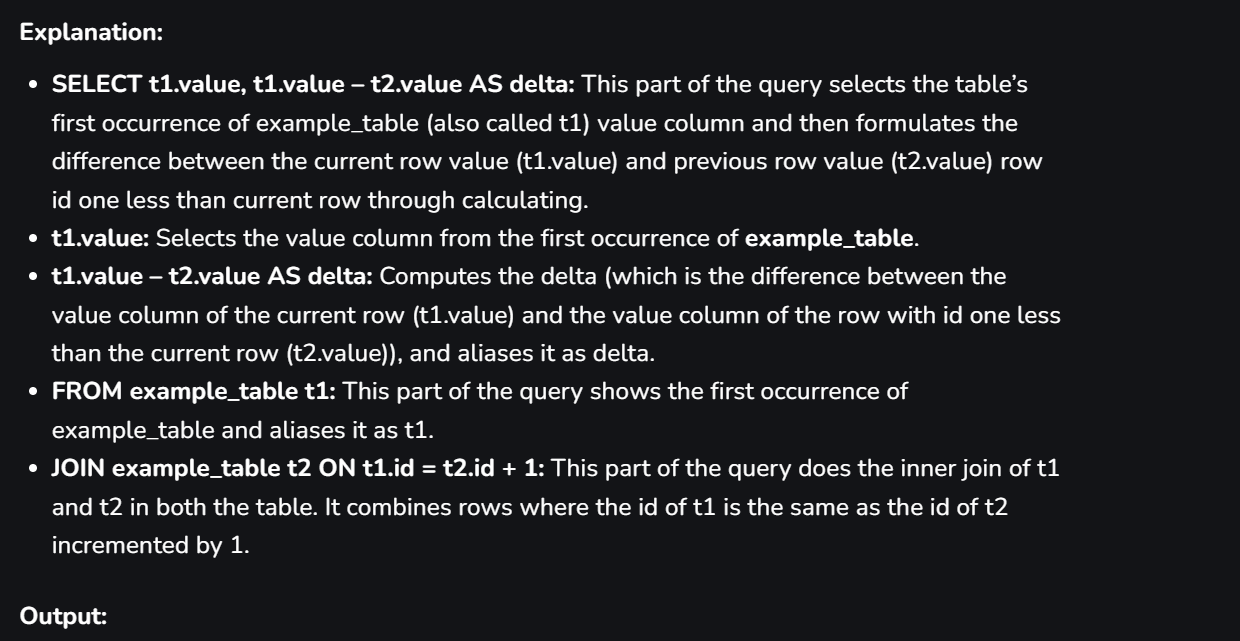 Explanation:
• SELECT t1.value, t1.value – t2.value AS delta: This part of the query selects the table’s
first occurrence of example_table (also called t1) value column and then formulates the
difference between the current row value (t1.value) and previous row value (t2.value) row
id one less than current row through calculating.
• t1.value: Selects the value column from the first occurrence of example_table.
• t1.value – t2.value AS delta: Computes the delta (which is the difference between the
value column of the current row (t1.value) and the value column of the row with id one less
than the current row (t2.value)), and aliases it as delta.
• FROM example_table t1: This part of the query shows the first occurrence of
example_table and aliases it as t1.
• JOIN example_table t2 ON t1.id = t2.id + 1: This part of the query does the inner join of t1
and t2 in both the table. It combines rows where the id of t1 is the same as the id of t2
incremented by 1.
Output: